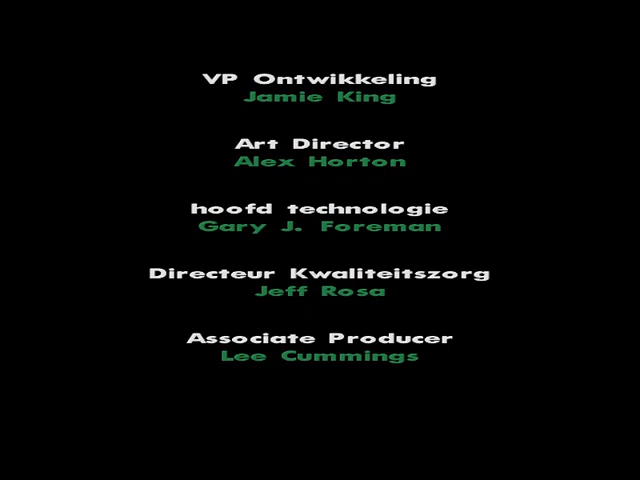 VP Ontwikkeling
Jamie King
Art Director
Alex Horton
hoofd technologie
Gary J. Foreman
Directeur Kwaliteitszorg
Jeff Rosa
Associate Producer
Lee Cummings